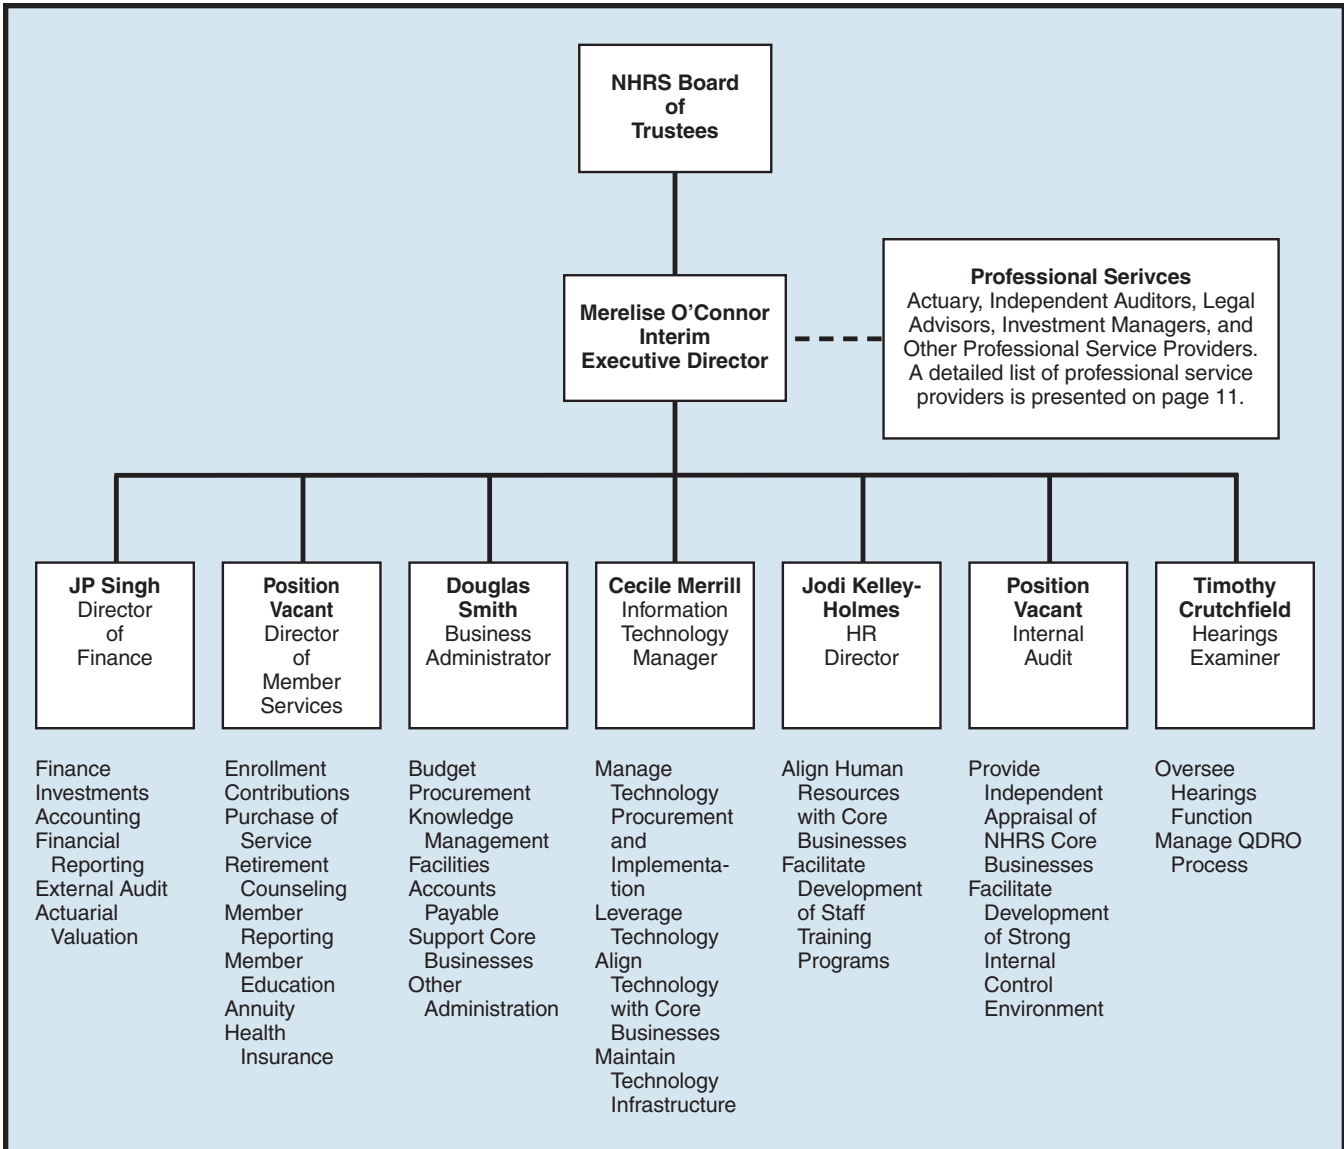 NHRS Board
of
Trustees
Merelise O’Connor
Interim
Executive Director
Professional Serivces
Actuary, Independent Auditors, Legal
Advisors, Investment Managers, and
Other Professional Service Providers.
A detailed list of professional service
providers is presented on page 11.
JP Singh
Director
of
Finance
Position
Vacant
Director
of
Member
Services
Douglas
Smith
Business
Administrator
Cecile Merrill
Information
Technology
Manager
Jodi Kelley-
Holmes
HR
Director
Position
Vacant
Internal
Audit
Timothy
Crutchfield
Hearings
Examiner
Finance
Investments
Accounting
Financial
Reporting
External Audit
Actuarial
Valuation
Enrollment
Contributions
Purchase of
Service
Retirement
Counseling
Member
Reporting
Member
Education
Annuity
Health
Insurance
Budget
Procurement
Knowledge
Management
Facilities
Accounts
Payable
Support Core
Businesses
Other
Administration
Manage
Technology
Procurement
and
Implementa-
tion
Leverage
Technology
Align
Technology
with Core
Businesses
Maintain
Technology
Infrastructure
Align Human
Resources
with Core
Businesses
Facilitate
Development
of Staff
Training
Programs
Provide
Independent
Appraisal of
NHRS Core
Businesses
Facilitate
Development
of Strong
Internal
Control
Environment
Oversee
Hearings
Function
Manage QDRO
Process